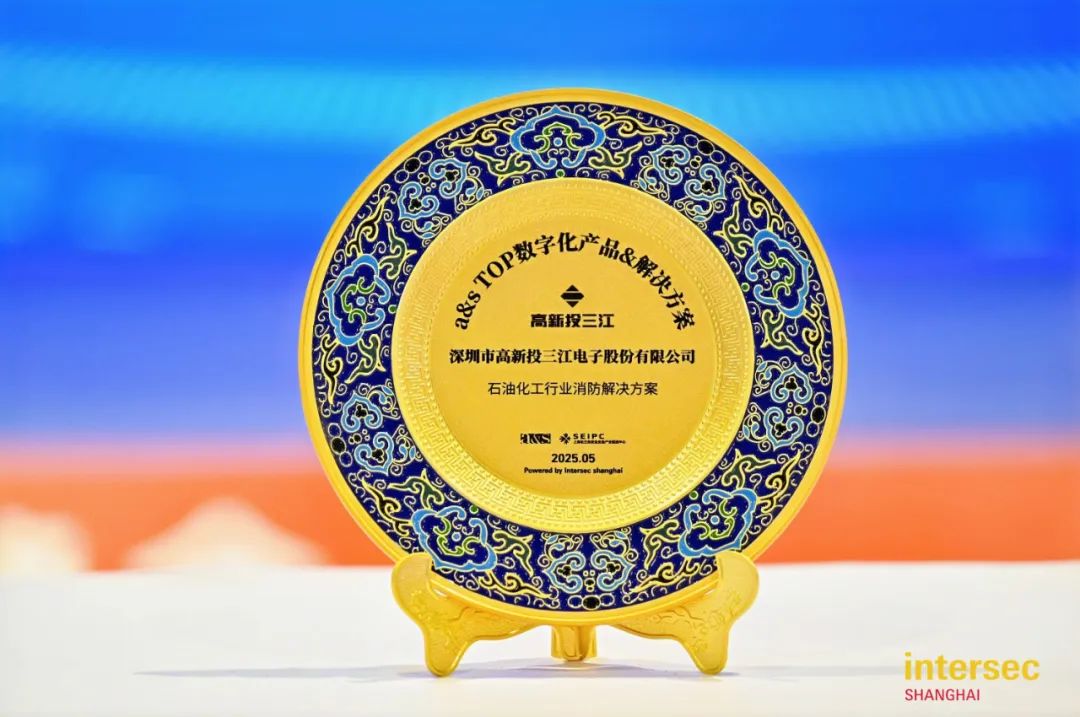 a&s TOP数字化产品&解决方案
高新投三江
深圳市高新投三江电子股份有限公司
石油化工行业消防解决方案
a&s SEIPC
2025.05
Powered by Intersec shanghai
intersec
SHANGHAI